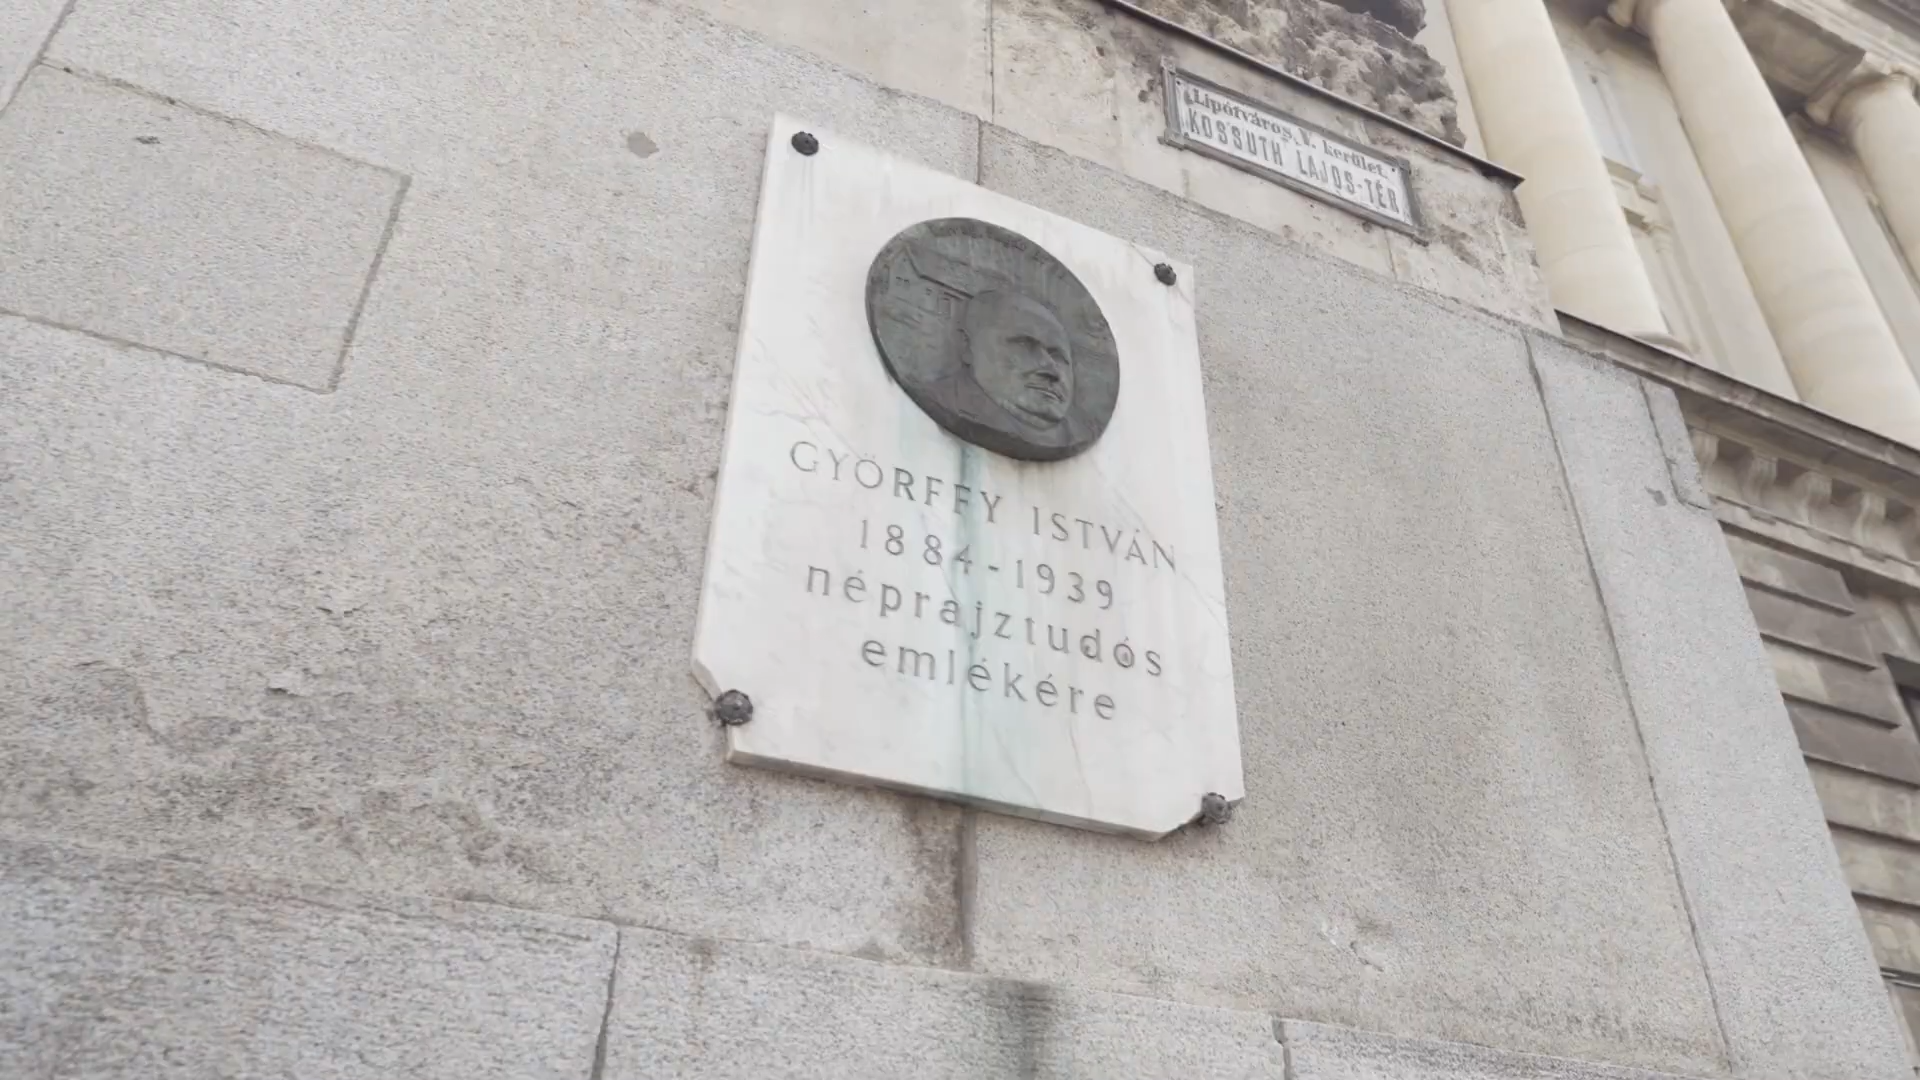 Lipótváros, V. kerület.
KOSSUTH LAJOS-TÉR
GYÖRFFY ISTVÁN
1884-1939
néprajztudós
emlékére